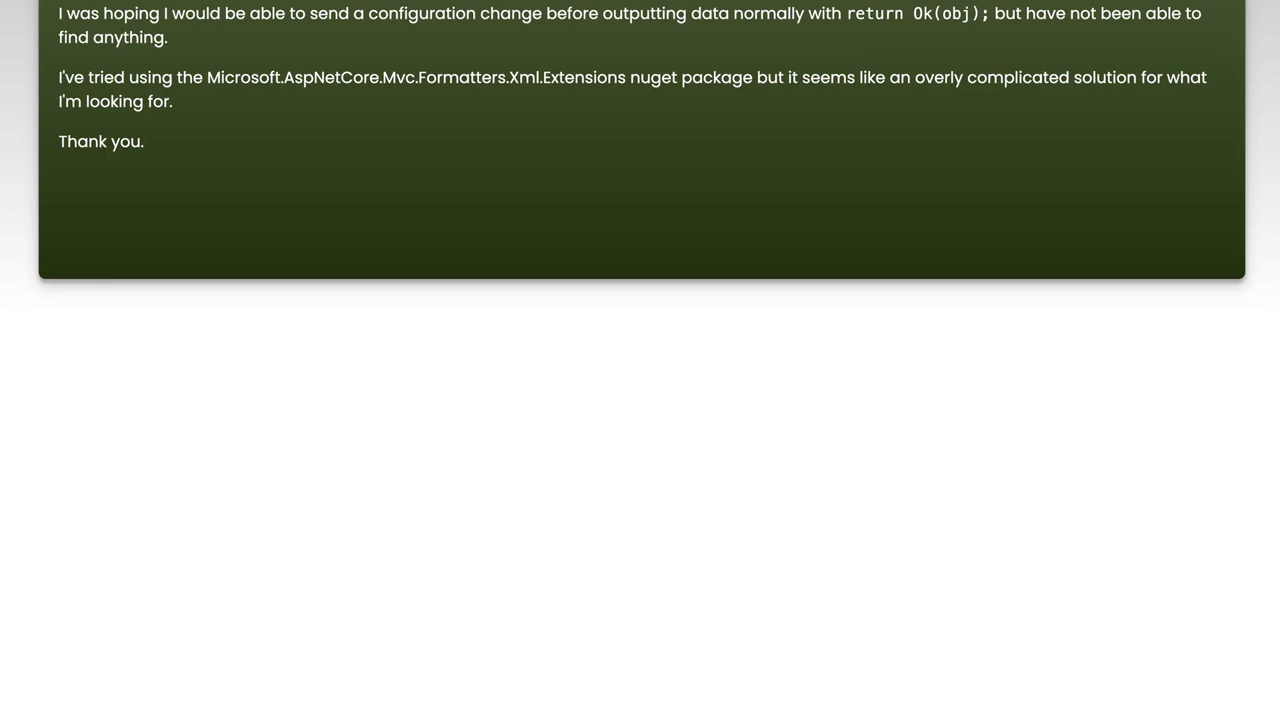 I was hoping I would be able to send a configuration change before outputting data normally with return Ok(obj); but have not been able to
find anything.
I've tried using the Microsoft.AspNetCore.Mvc.Formatters.Xml.Extensions nuget package but it seems like an overly complicated solution for what
I'm looking for.
Thank you.